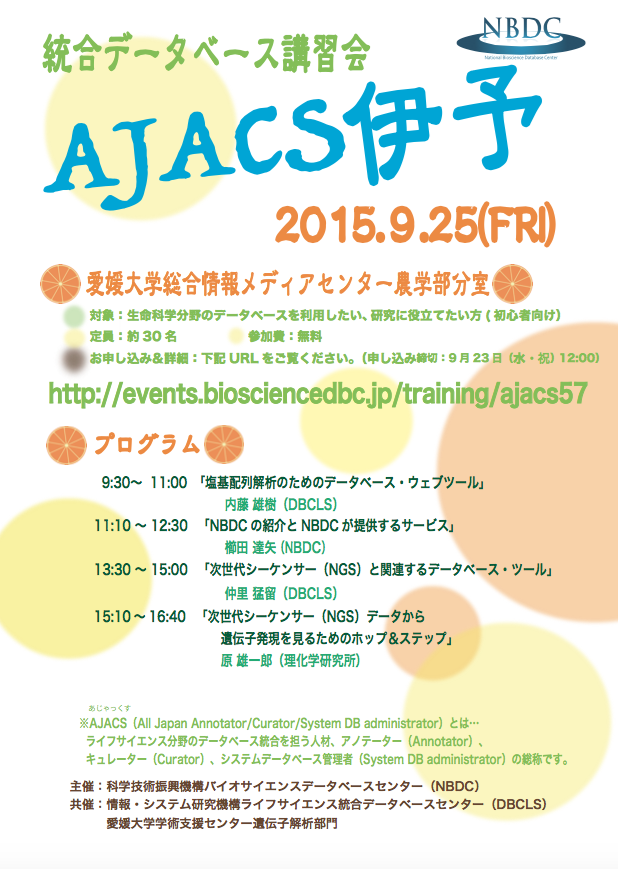 統合データベース講習会
NBDC
National Bioscience Database Center
AJACS伊予
2015.9.25(FRI)
愛媛大学総合情報メディアセンター農学部分室
対象：生命科学分野のデータベースを利用したい、研究に役立てたい方 ( 初心者向け）
定員：約 30 名 参加費：無料
お申し込み＆詳細：下記 URL をご覧ください。（申し込み締切：9 月 23 日（水・祝）12:00）
http://events.biosciencedbc.jp/training/ajacs57
プログラム
9:30～ 11:00 「塩基配列解析のためのデータベース・ウェブツール」
内藤 雄樹（DBCLS）
11:10 ～ 12:30 「NBDC の紹介と NBDC が提供するサービス」
櫛田 達矢 (NBDC）
13:30 ～ 15:00 「次世代シーケンサー（NGS）と関連するデータベース・ツール」
仲里 猛留（DBCLS）
15:10 ～ 16:40 「次世代シーケンサー（NGS）データから
遺伝子発現を見るためのホップ＆ステップ」
原 雄一郎（理化学研究所）
あじゃっくす
※AJACS（All Japan Annotator/Curator/System DB administrator）とは…
ライフサイエンス分野のデータベース統合を担う人材、アノテーター（Annotator）、
キュレーター（Curator）、システムデータベース管理者（System DB administrator）の総称です。
主催：科学技術振興機構バイオサイエンスデータベースセンター（NBDC）
共催：情報・システム研究機構ライフサイエンス統合データベースセンター（DBCLS）
愛媛大学学術支援センター遺伝子解析部門